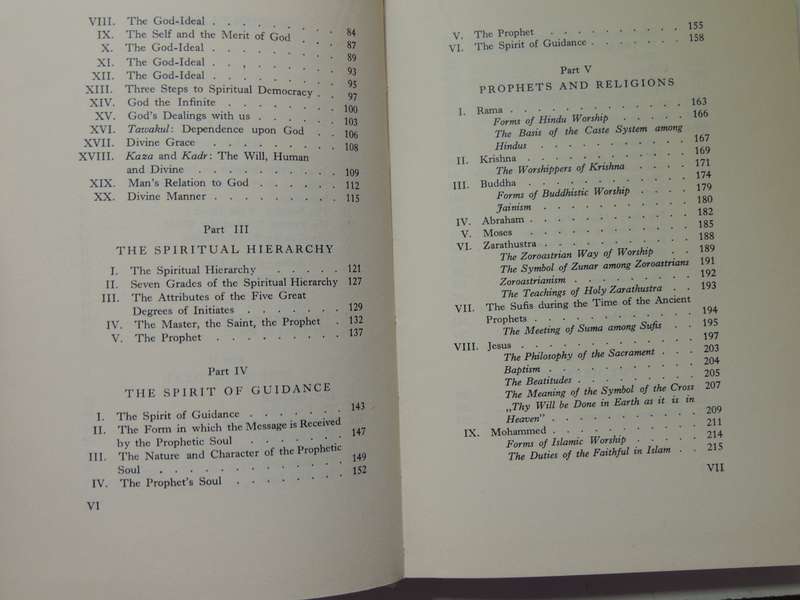 VIII. The God-Ideal . . . . . . . . 84
IX. The Self and the Merit of God . . . 87
X. The God-Ideal . . . . . . . . 89
XI. The God-Ideal . . . . . . . . 93
XII. The God-Ideal . . . . . . . . 95
XIII. Three Steps to Spiritual Democracy . . 97
XIV. God the Infinite . . . . . . . 100
XV. God's Dealings with us . . . . . 103
XVI. Tawakul: Dependence upon God . . 106
XVII. Divine Grace . . . . . . . . 108
XVIII. Kaza and Kadr: The Will, Human
and Divine . . . . . . . . 109
XIX. Man's Relation to God . . . . . 112
XX. Divine Manner . . . . . . . . 115
Part III
THE SPIRITUAL HIERARCHY
I. The Spiritual Hierarchy . . . . . 121
II. Seven Grades of the Spiritual Hierarchy 127
III. The Attributes of the Five Great
Degrees of Initiates . . . . . . 129
IV. The Master, the Saint, the Prophet . 132
V. The Prophet . . . . . . . . 137
Part IV
THE SPIRIT OF GUIDANCE
I. The Spirit of Guidance . . . . . . 143
II. The Form in which the Message is Received
by the Prophetic Soul . . . . . . 147
III. The Nature and Character of the Prophetic
Soul . . . . . . . . . . . 149
IV. The Prophet's Soul . . . . . . . 152
VI
V. The Prophet . . . . . . . . . 155
VI. The Spirit of Guidance . . . . . . 158
Part V
PROPHETS AND RELIGIONS
I. Rama . . . . . . . . . . . . 163
Forms of Hindu Worship . . . . . 166
The Basis of the Caste System among
Hindus . . . . . . . . . . 167
II. Krishna . . . . . . . . . . . 169
The Worshippers of Krishna . . . . 171
III. Buddha . . . . . . . . . . . 174
Forms of Buddhistic Worship . . . . 179
Jainism . . . . . . . . . . 180
IV. Abraham . . . . . . . . . . . 182
V. Moses . . . . . . . . . . . 185
VI. Zarathustra . . . . . . . . . . 188
The Zoroastrian Way of Worship . . 189
The Symbol of Zunar among Zoroastrians 191
Zoroastrianism . . . . . . . . 192
The Teachings of Holy Zarathustra . . 193
VII. The Sufis during the Time of the Ancient
Prophets . . . . . . . . . . 194
The Meeting of Suma among Sufis . . 195
VIII. Jesus . . . . . . . . . . . . 197
The Philosophy of the Sacrament . . . 203
Baptism . . . . . . . . . . 204
The Beatitudes . . . . . . . . 205
The Meaning of the Symbol of the Cross 207
„Thy Will be Done in Earth as it is in
Heaven" . . . . . . . . . . 209
IX. Mohammed . . . . . . . . . . 211
Forms of Islamic Worship . . . . . 214
The Duties of the Faithful in Islam . . 215
VII